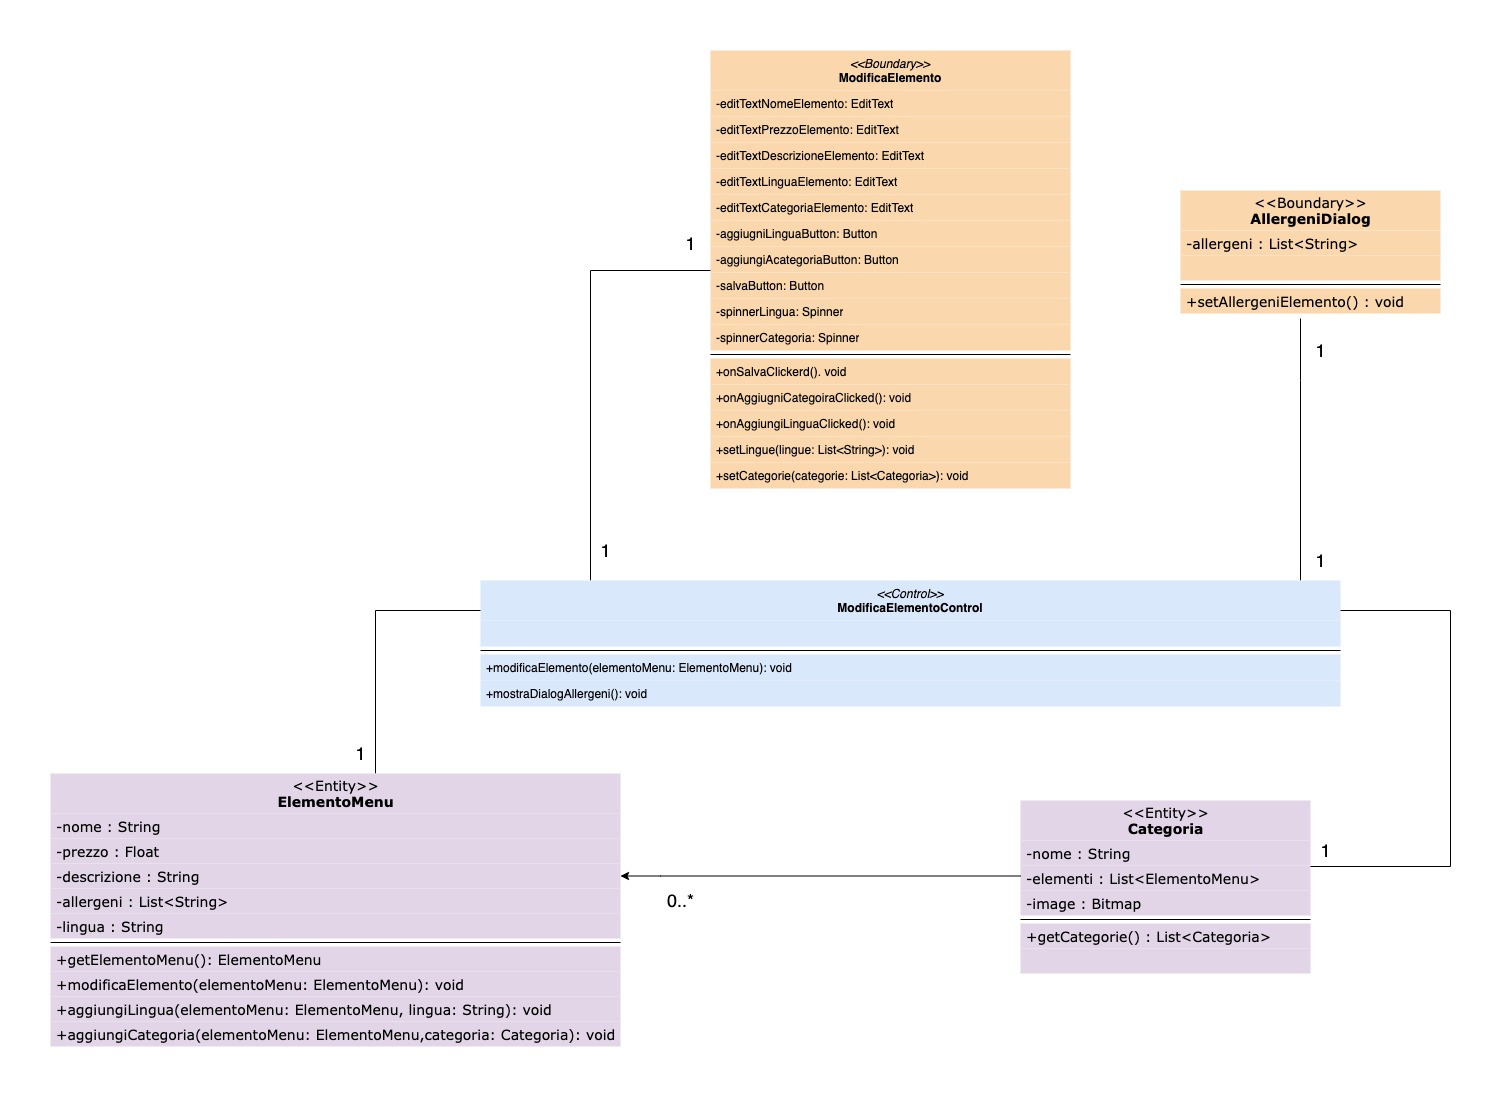 <<Boundary>>
ModificaElemento
-editTextNomeElemento: EditText
-editTextPrezzoElemento: EditText
-editTextDescrizioneElemento: EditText
-editTextLinguaElemento: EditText
-editTextCategoriaElemento: EditText
-aggiugniLinguaButton: Button
-aggiungiAcategoriaButton: Button
-salvaButton: Button
-spinnerLingua: Spinner
-spinnerCategoria: Spinner
+onSalvaClickerd(). void
+onAggiugniCategoiraClicked(): void
+onAggiungiLinguaClicked(): void
+setLingue(lingue: List<String>): void
+setCategorie(categorie: List<Categoria>): void
<<Boundary>>
AllergeniDialog
-allergeni : List<String>
+setAllergeniElemento() : void
1
1
1
1
<<Control>>
ModificaElementoControl
+modificaElemento(elementoMenu: ElementoMenu): void
+mostraDialogAllergeni(): void
1
<<Entity>>
ElementoMenu
-nome : String
-prezzo : Float
-descrizione : String
-allergeni : List<String>
-lingua : String
+getElementoMenu(): ElementoMenu
+modificaElemento(elementoMenu: ElementoMenu): void
+aggiungiLingua(elementoMenu: ElementoMenu, lingua: String): void
+aggiungiCategoria(elementoMenu: ElementoMenu,categoria: Categoria): void
0..*
<<Entity>>
Categoria
-nome : String
-elementi : List<ElementoMenu>
-image : Bitmap
+getCategorie() : List<Categoria>
1